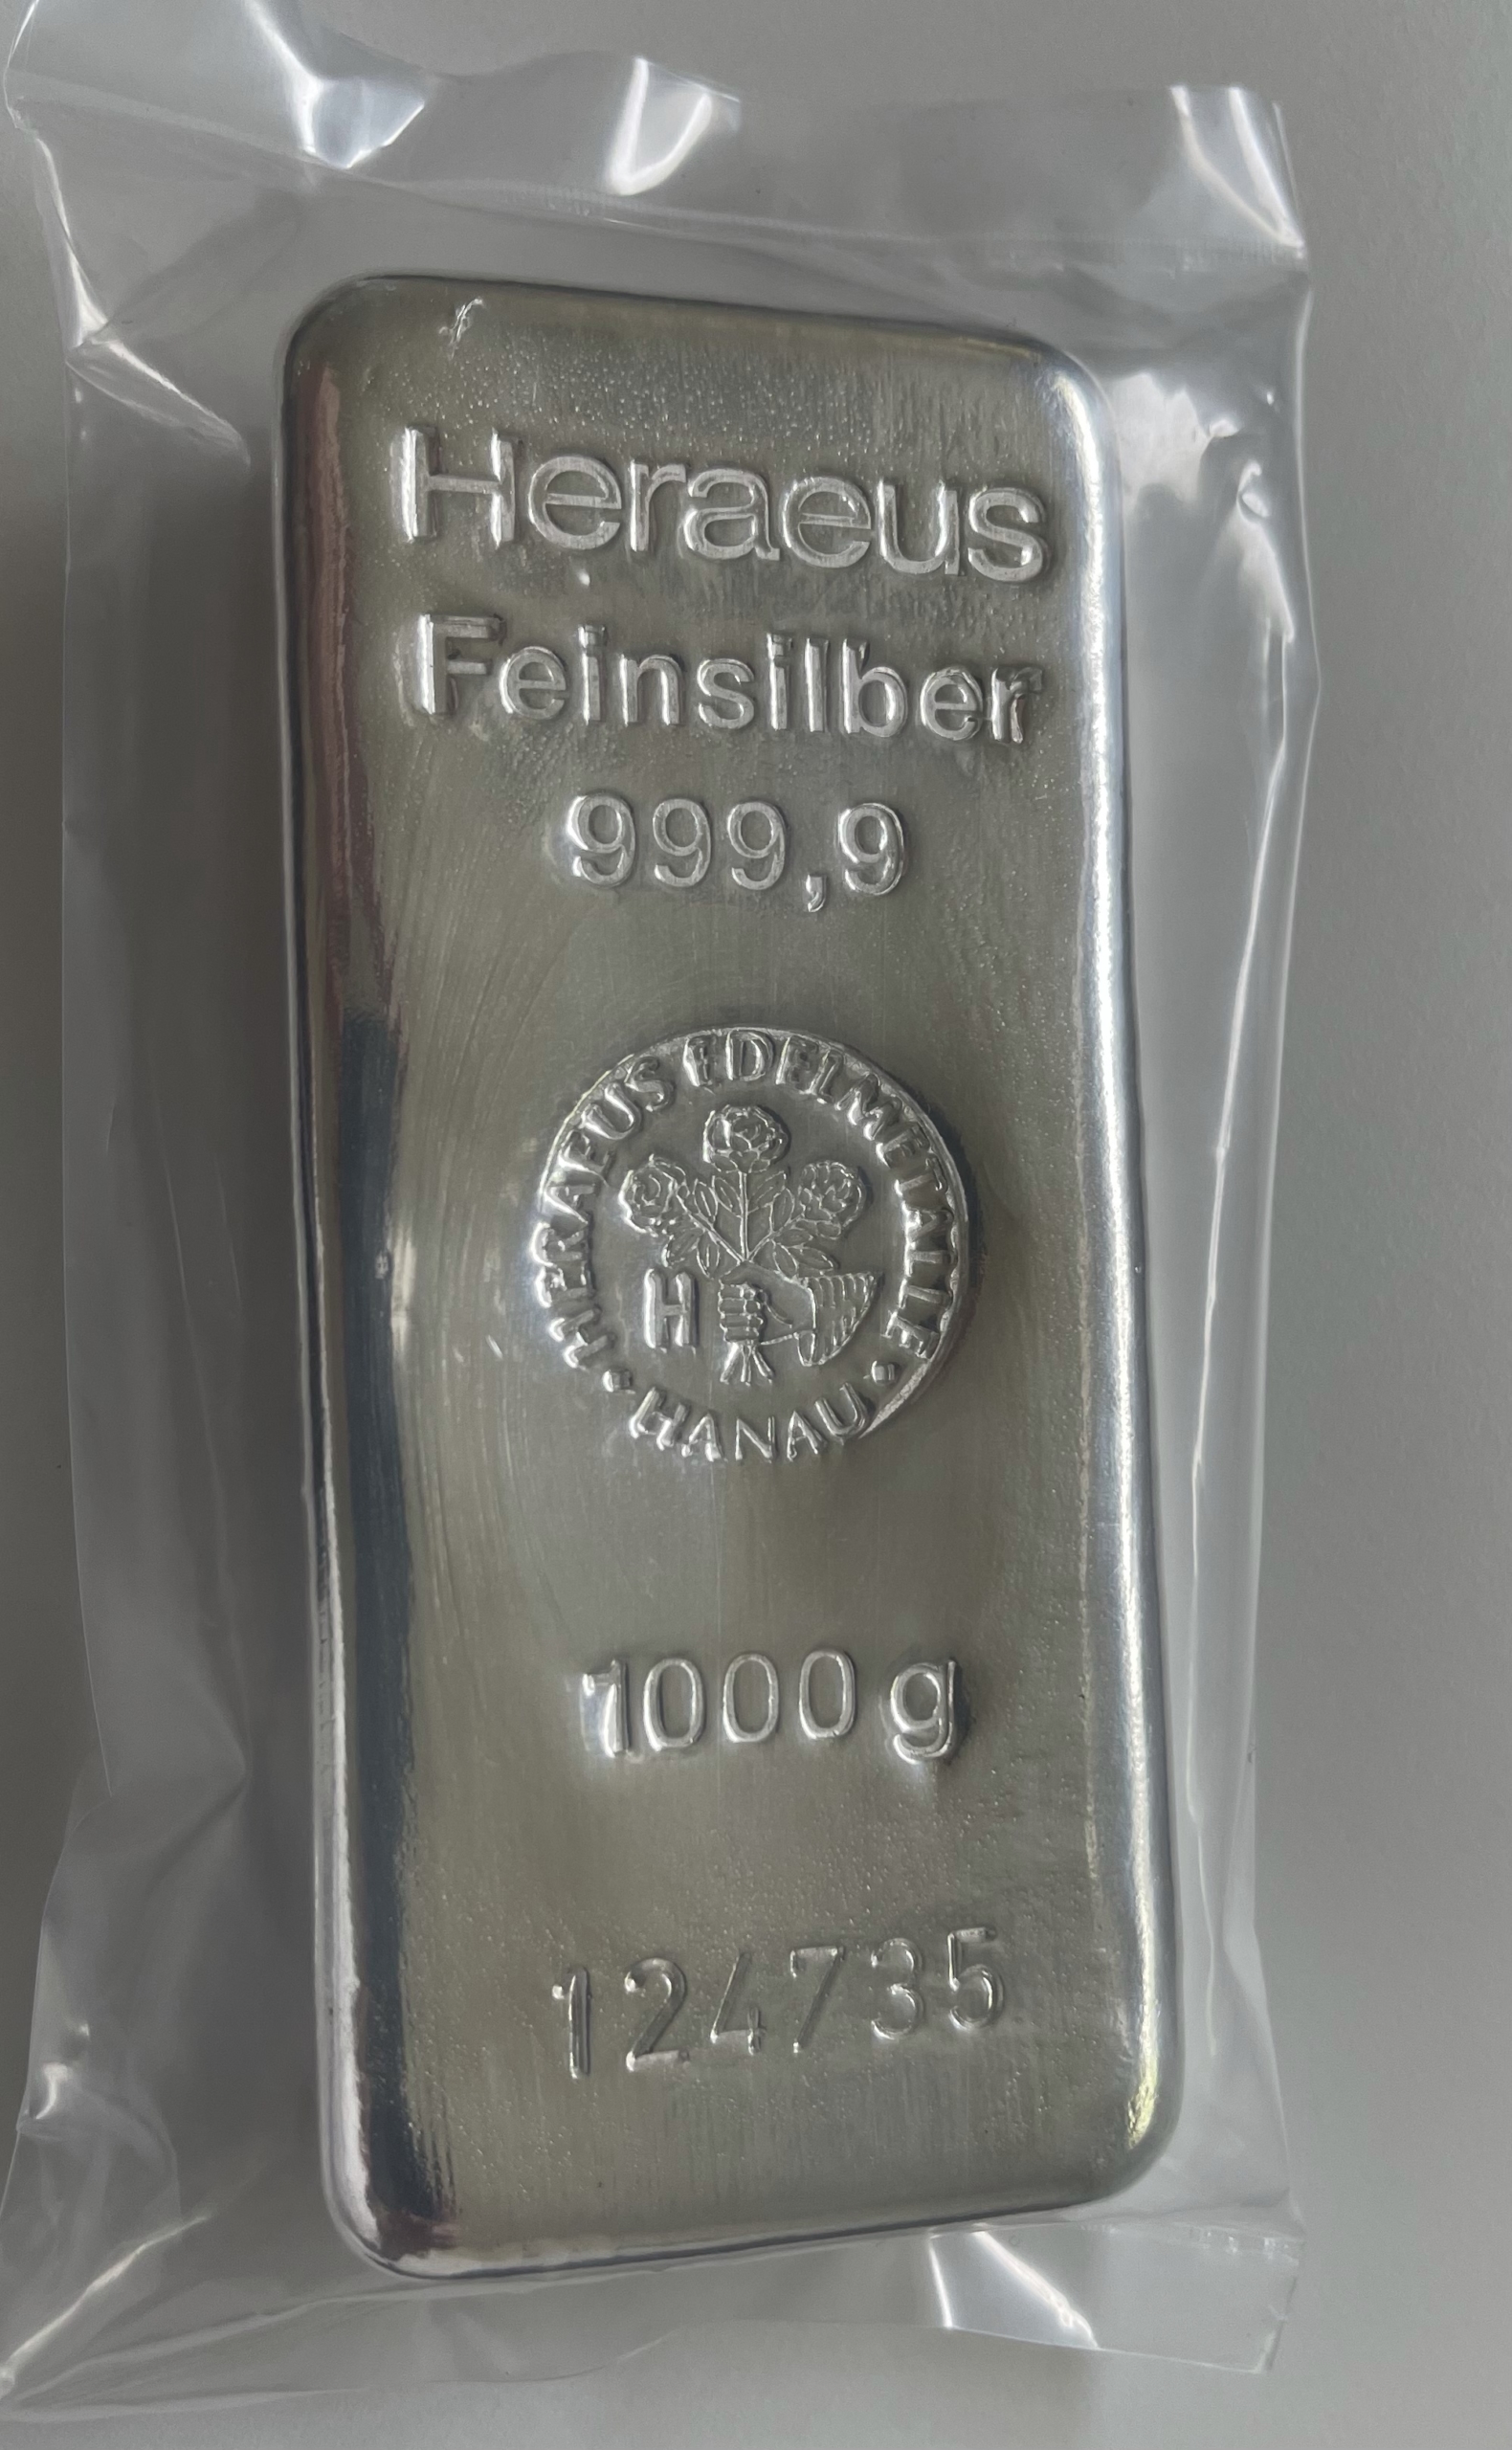 Heraeus
Feinsilber
999,9
HERAEUS EDELMETALLE
H
· HANAU ·
1000 g
124735